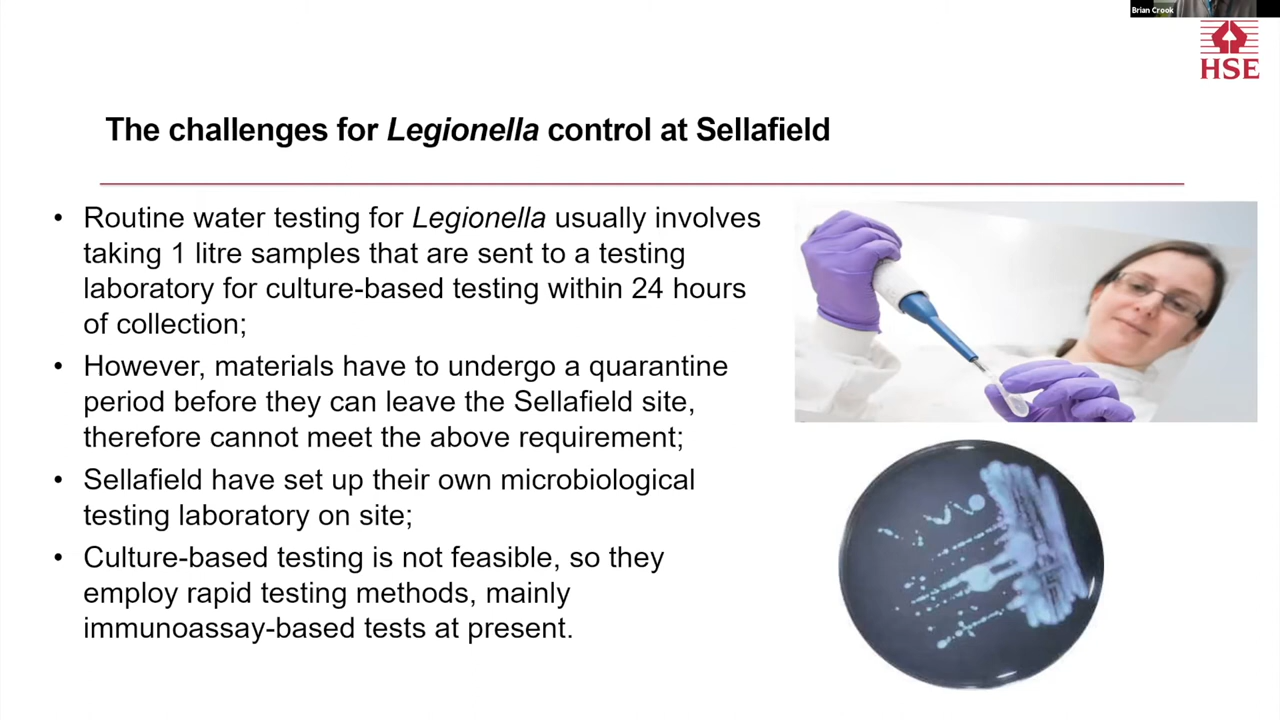 Brian Crook
HSE
The challenges for Legionella control at Sellafield
• Routine water testing for Legionella usually involves
taking 1 litre samples that are sent to a testing
laboratory for culture-based testing within 24 hours
of collection;
• However, materials have to undergo a quarantine
period before they can leave the Sellafield site,
therefore cannot meet the above requirement;
• Sellafield have set up their own microbiological
testing laboratory on site;
• Culture-based testing is not feasible, so they
employ rapid testing methods, mainly
immunoassay-based tests at present.